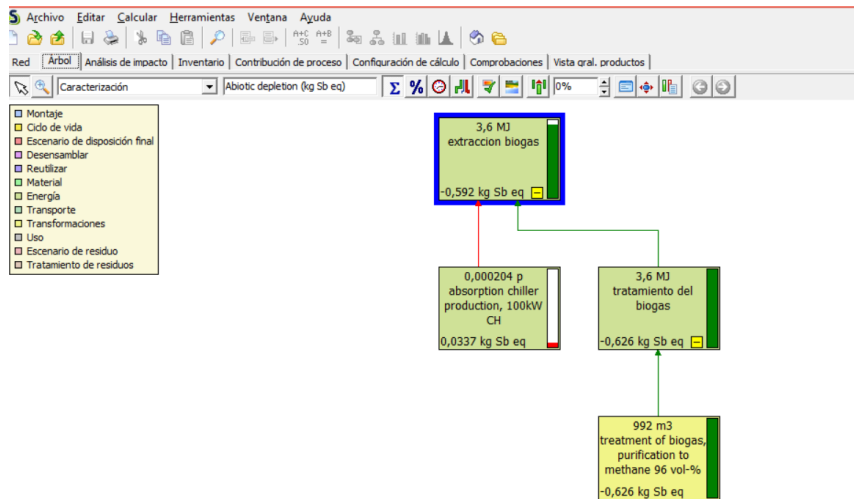 Archivo Editar Calcular Herramientas Ventana Ayuda
A+C .S0 A+B =
Red Árbol Análisis de impacto Inventario Contribución de proceso Configuración de cálculo Comprobaciones Vista gral. productos
Caracterización Abiotic depletion (kg Sb eq) Σ % 0%
Montaje
Ciclo de vida
Escenario de disposición final
Desensamblar
Reutilizar
Material
Energía
Transporte
Transformaciones
Uso
Escenario de residuo
Tratamiento de residuos
3,6 MJ
extraccion biogas
-0,592 kg Sb eq
0,000204 p
absorption chiller
production, 100kW
CH
0,0337 kg Sb eq
3,6 MJ
tratamiento del
biogas
-0,626 kg Sb eq
992 m3
treatment of biogas,
purification to
methane 96 vol-%
-0,626 kg Sb eq